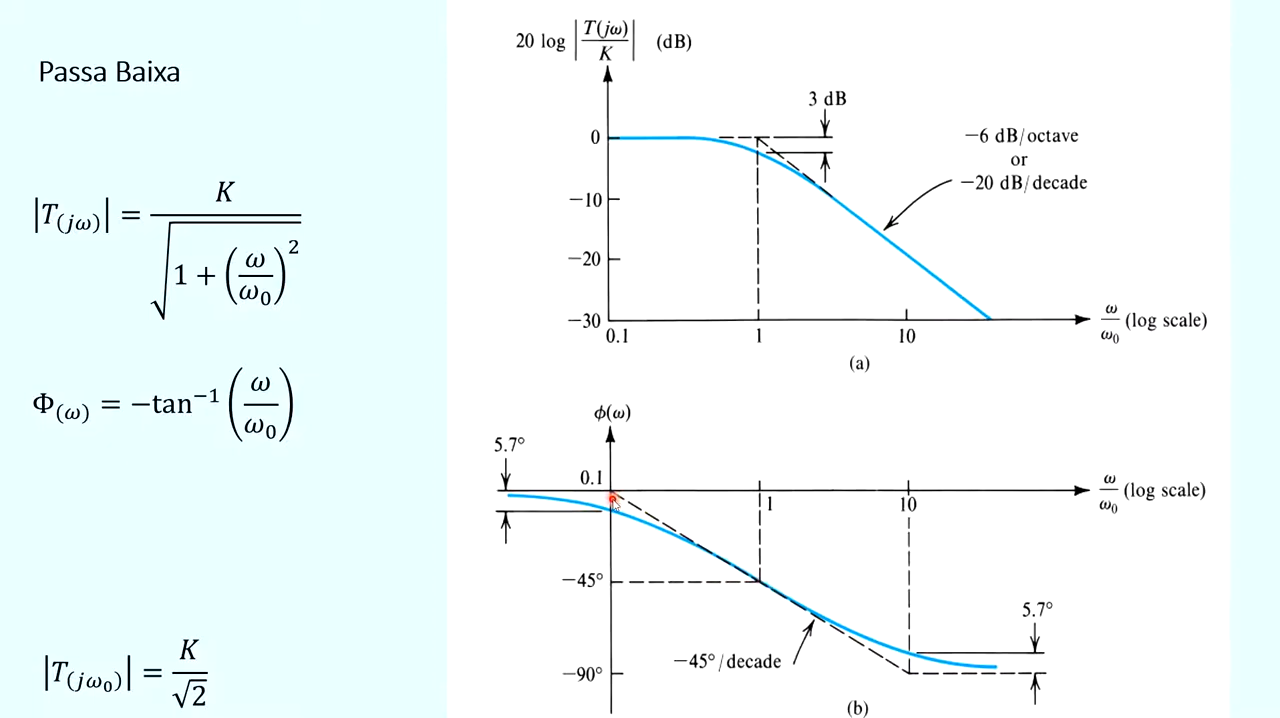 Passa Baixa
|T(jω)| = K / √(1 + (ω/ω₀)²)
Φ(ω) = −tan⁻¹(ω/ω₀)
|T(jω₀)| = K/√2
20 log |T(jω)/K| (dB)
3 dB
0
−10
−20
−30
−6 dB/octave
or
−20 dB/decade
0.1
1
10
ω/ω₀ (log scale)
(a)
ϕ(ω)
5.7°
0.1
1
10
ω/ω₀ (log scale)
−45°
−90°
−45°/decade
5.7°
(b)